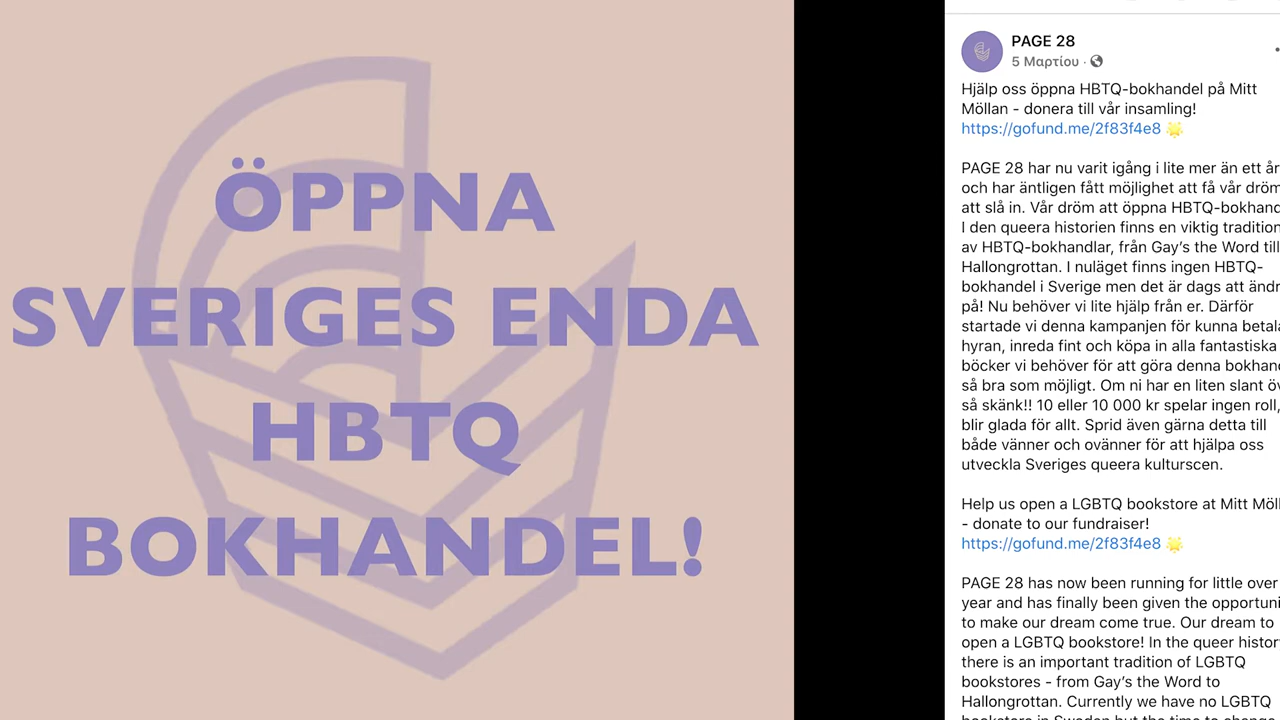 ÖPPNA
SVERIGES ENDA
HBTQ
BOKHANDEL!
PAGE 28
5 Μαρτίου ·
Hjälp oss öppna HBTQ-bokhandel på Mitt
Möllan - donera till vår insamling!
https://gofund.me/2f83f4e8
PAGE 28 har nu varit igång i lite mer än ett år
och har äntligen fått möjlighet att få vår dröm
att slå in. Vår dröm att öppna
I den queera historien finns en viktig tradition
av HBTQ-bokhandlar, från Gay's the Word till
Hallongrottan. I nuläget finns ingen HBTQ-
bokhandel i Sverige men det är dags att
på! Nu behöver vi lite hjälp från er. Därför
startade vi denna kampanjen för kunna
hyran, inreda fint och köpa in alla fantastiska
böcker vi behöver för att göra denna
så bra som möjligt. Om ni har en liten slant
så skänk!! 10 eller 10 000 kr spelar ingen roll,
blir glada för allt. Sprid även gärna detta till
både vänner och ovänner för att hjälpa oss
utveckla Sveriges queera kulturscen.
Help us open a LGBTQ bookstore at Mitt
- donate to our fundraiser!
https://gofund.me/2f83f4e8
PAGE 28 has now been running for little over
year and has finally been given the
to make our dream come true. Our dream to
open a LGBTQ bookstore! In the queer
there is an important tradition of LGBTQ
bookstores - from Gay's the Word to
Hallongrottan. Currently we have no LGBTQ